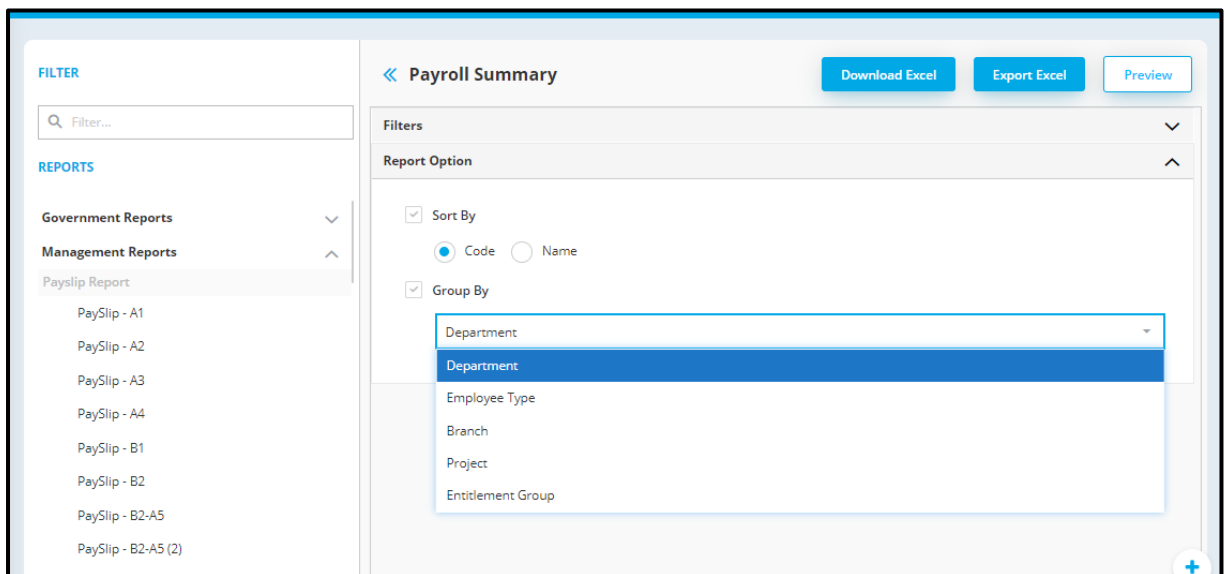 FILTER
Filter...
REPORTS
Government Reports
Management Reports
Payslip Report
PaySlip - A1
PaySlip - A2
PaySlip - A3
PaySlip - A4
PaySlip - B1
PaySlip - B2
PaySlip - B2-A5
PaySlip - B2-A5 (2)
Payroll Summary
Download Excel
Export Excel
Preview
Filters
Report Option
Sort By
Code Name
Group By
Department
Department
Employee Type
Branch
Project
Entitlement Group